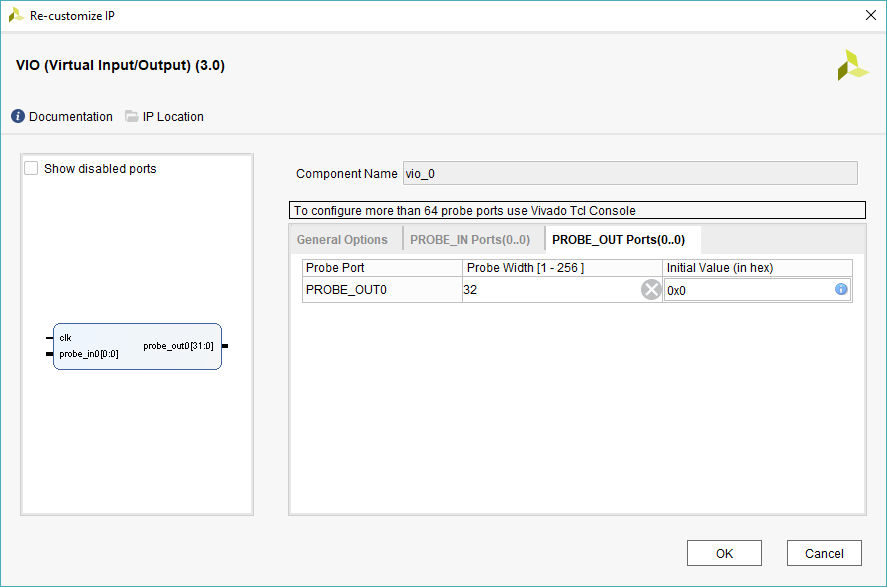 Re-customize IP
VIO (Virtual Input/Output) (3.0)
Documentation IP Location
Show disabled ports
clk
probe_in0[0:0]
probe_out0[31:0]
Component Name vio_0
To configure more than 64 probe ports use Vivado Tcl Console
General Options PROBE_IN Ports(0..0) PROBE_OUT Ports(0..0)
Probe Port Probe Width [1 - 256 ] Initial Value (in hex)
PROBE_OUT0 32 0x0
OK Cancel